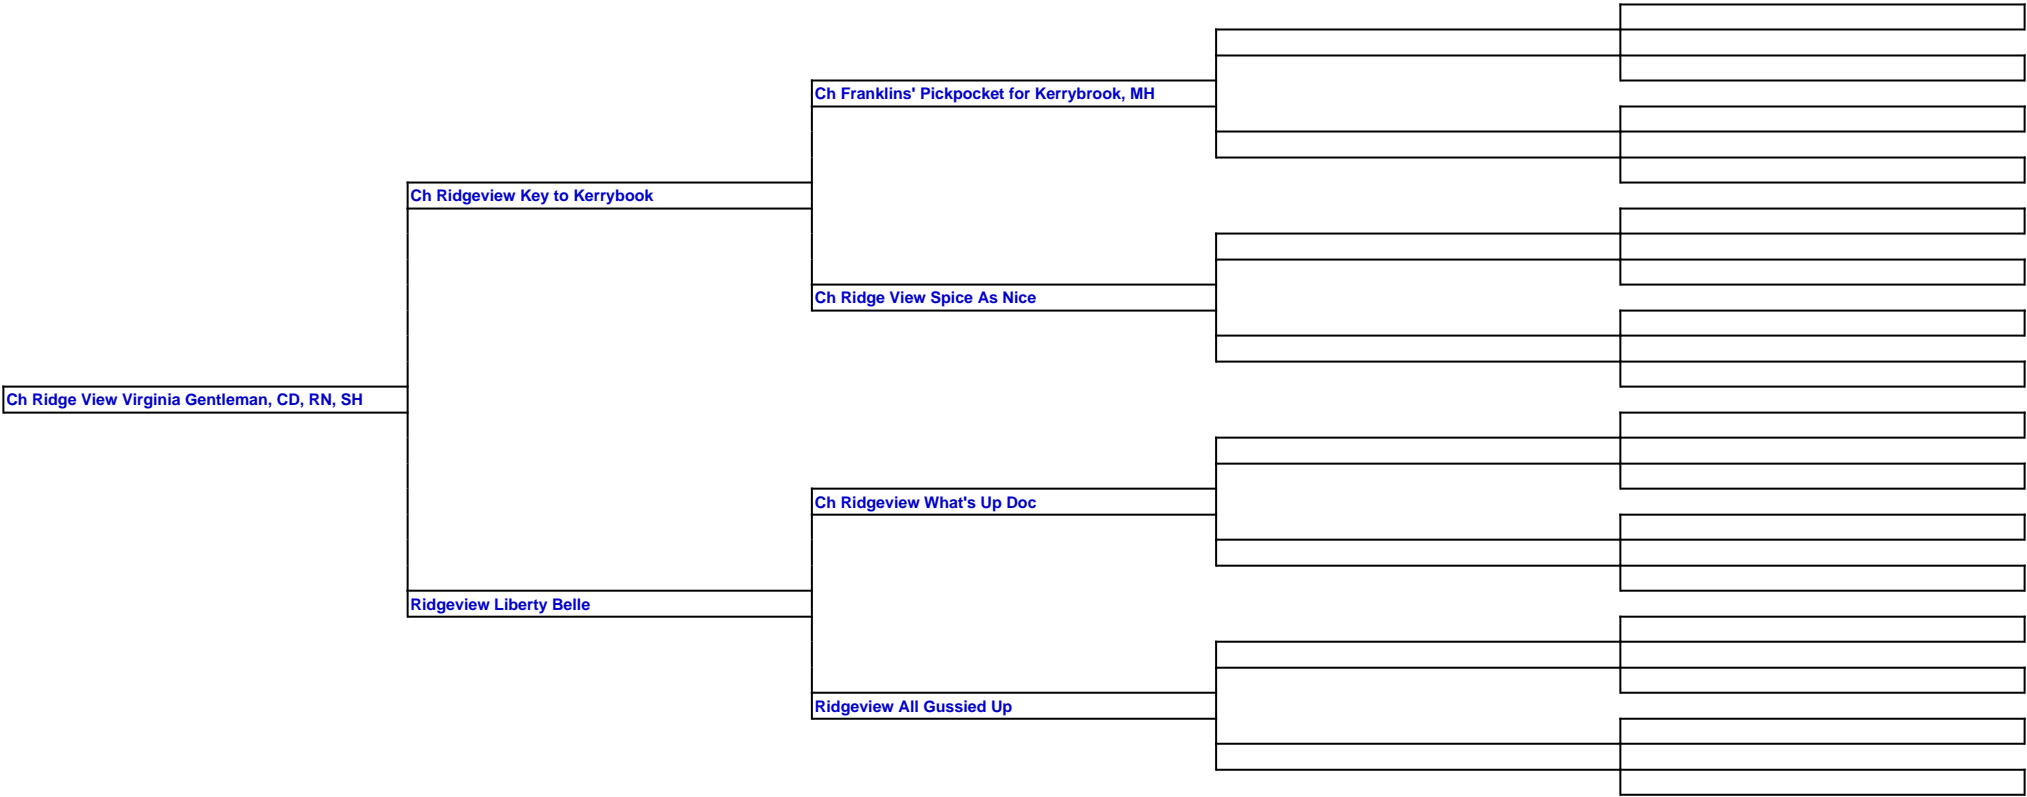 Ch Franklins' Pickpocket for Kerrybrook, MH
Ch Ridgeview Key to Kerrybook
Ch Ridge View Spice As Nice
Ch Ridge View Virginia Gentleman, CD, RN, SH
Ch Ridgeview What's Up Doc
Ridgeview Liberty Belle
Ridgeview All Gussied Up